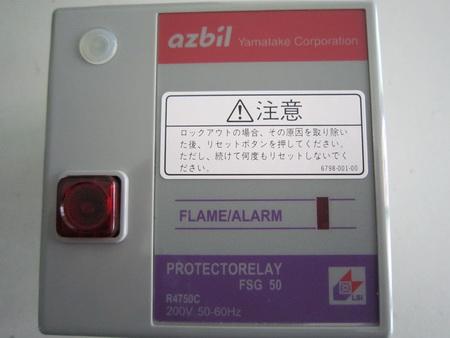 azbil Yamatake Corporation
注意
ロックアウトの場合、その原因を取り除い
た後、リセットボタンを押してください。
ただし、続けて何度もリセットしないでく
ださい。
6798-001-00
FLAME/ALARM
PROTECTORELAY
FSG 50
LSI
R4750C
200V 50-60Hz